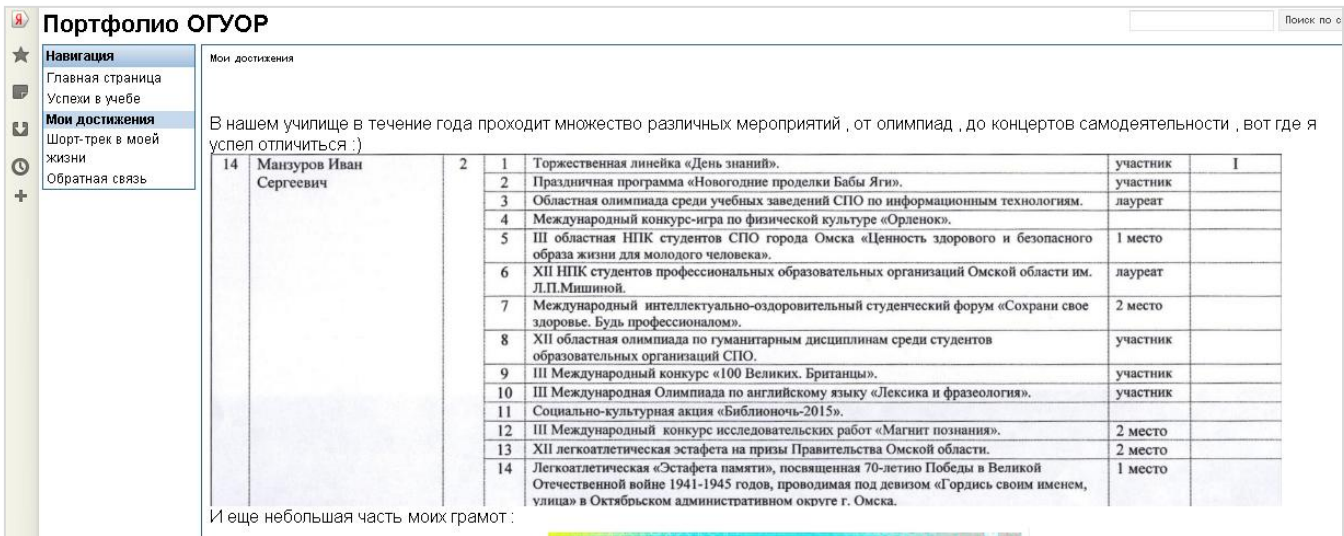 Портфолио ОГУОР
Поиск по с
Навигация
Главная страница
Успехи в учебе
Мои достижения
Шорт-трек в моей
жизни
Обратная связь
Мои достижения
В нашем училище в течение года проходит множество различных мероприятий , от олимпиад , до концертов самодеятельности , вот где я
успел отличиться :)
14 Манзуров Иван 2 1 Торжественная линейка «День знаний». участник I
Сергеевич 2 Праздничная программа «Новогодние проделки Бабы Яги». участник
3 Областная олимпиада среди учебных заведений СПО по информационным технологиям. лауреат
4 Международный конкурс-игра по физической культуре «Орленок».
5 III областная НПК студентов СПО города Омска «Ценность здорового и безопасного 1 место
образа жизни для молодого человека».
6 XII НПК студентов профессиональных образовательных организаций Омской области им. лауреат
Л.П.Мишиной.
7 Международный интеллектуально-оздоровительный студенческий форум «Сохрани свое 2 место
здоровье. Будь профессионалом».
8 XII областная олимпиада по гуманитарным дисциплинам среди студентов участник
образовательных организаций СПО.
9 III Международный конкурс «100 Великих. Британцы». участник
10 III Международная Олимпиада по английскому языку «Лексика и фразеология». участник
11 Социально-культурная акция «Библионочь-2015».
12 III Международный конкурс исследовательских работ «Магнит познания». 2 место
13 XII легкоатлетическая эстафета на призы Правительства Омской области. 2 место
14 Легкоатлетическая «Эстафета памяти», посвященная 70-летию Победы в Великой 1 место
Отечественной войне 1941-1945 годов, проводимая под девизом «Гордись своим именем,
улица» в Октябрьском административном округе г. Омска.
И еще небольшая часть моих грамот :